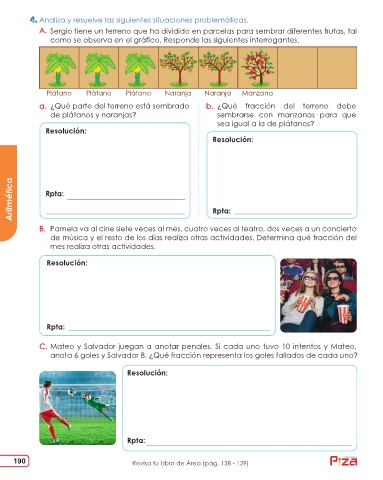 4. Analiza y resuelve las siguientes situaciones problemáticas.
A. Sergio tiene un terreno que ha dividido en parcelas para sembrar diferentes frutas, tal
como se observa en el gráfico. Responde las siguientes interrogantes.
Plátano Plátano Plátano Naranja Naranja Manzana
a. ¿Qué parte del terreno está sembrado
de plátanos y naranjas?
Resolución:
Rpta:
b. ¿Qué fracción del terreno debe
sembrarse con manzanas para que
sea igual a la de plátanos?
Resolución:
Rpta:
Aritmética
B. Pamela va al cine siete veces al mes, cuatro veces al teatro, dos veces a un concierto
de música y el resto de los días realiza otras actividades. Determina qué fracción del
mes realiza otras actividades.
Resolución:
Rpta:
C. Mateo y Salvador juegan a anotar penales. Si cada uno tuvo 10 intentos y Mateo,
anota 6 goles y Salvador 8. ¿Qué fracción representa los goles fallados de cada uno?
Resolución:
Rpta:
190
Revisa tu Libro de Área (pág. 138 - 139)